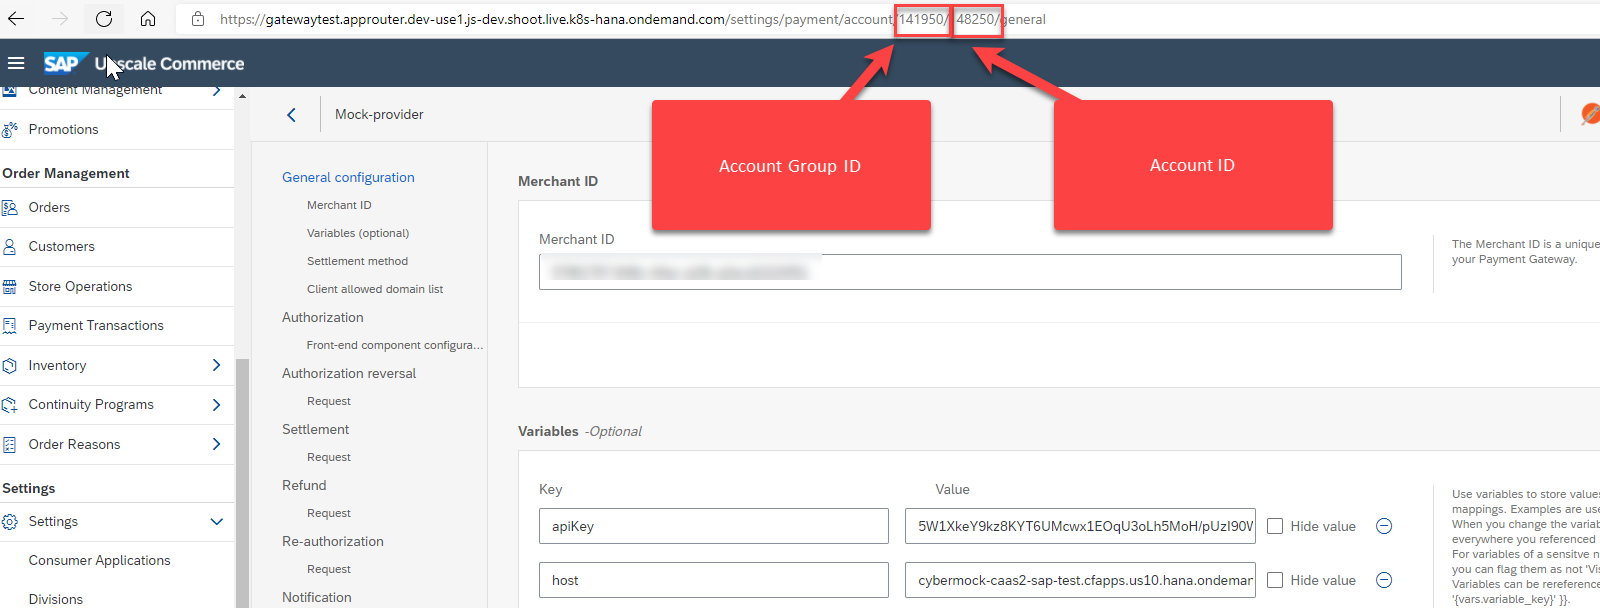 https://gatewaytest.approuter.dev-use1.js-dev.shoot.live.k8s-hana.ondemand.com/settings/payment/account/141950/148250/general
SAP Upscale Commerce
Content Management
Promotions
Order Management
Orders
Customers
Store Operations
Payment Transactions
Inventory
Continuity Programs
Order Reasons
Settings
Settings
Consumer Applications
Divisions
Mock-provider
General configuration
Merchant ID
Variables (optional)
Settlement method
Client allowed domain list
Authorization
Front-end component configura...
Authorization reversal
Request
Settlement
Request
Refund
Request
Re-authorization
Request
Notification
Account Group ID
Account ID
Merchant ID
Merchant ID
The Merchant ID is a unique
your Payment Gateway.
Variables -Optional
Key Value
apiKey 5W1XkeY9kz8KYT6UMcwx1EOqU3oLh5MoH/pUzI90W Hide value
host cybermock-caas2-sap-test.cfapps.us10.hana.ondeman Hide value
Use variables to store values
mappings. Examples are use
When you change the variab
everywhere you referenced
For variables of a sensitve n
you can flag them as not 'Vis
Variables can be rereference
'{vars.variable_key}' }}.